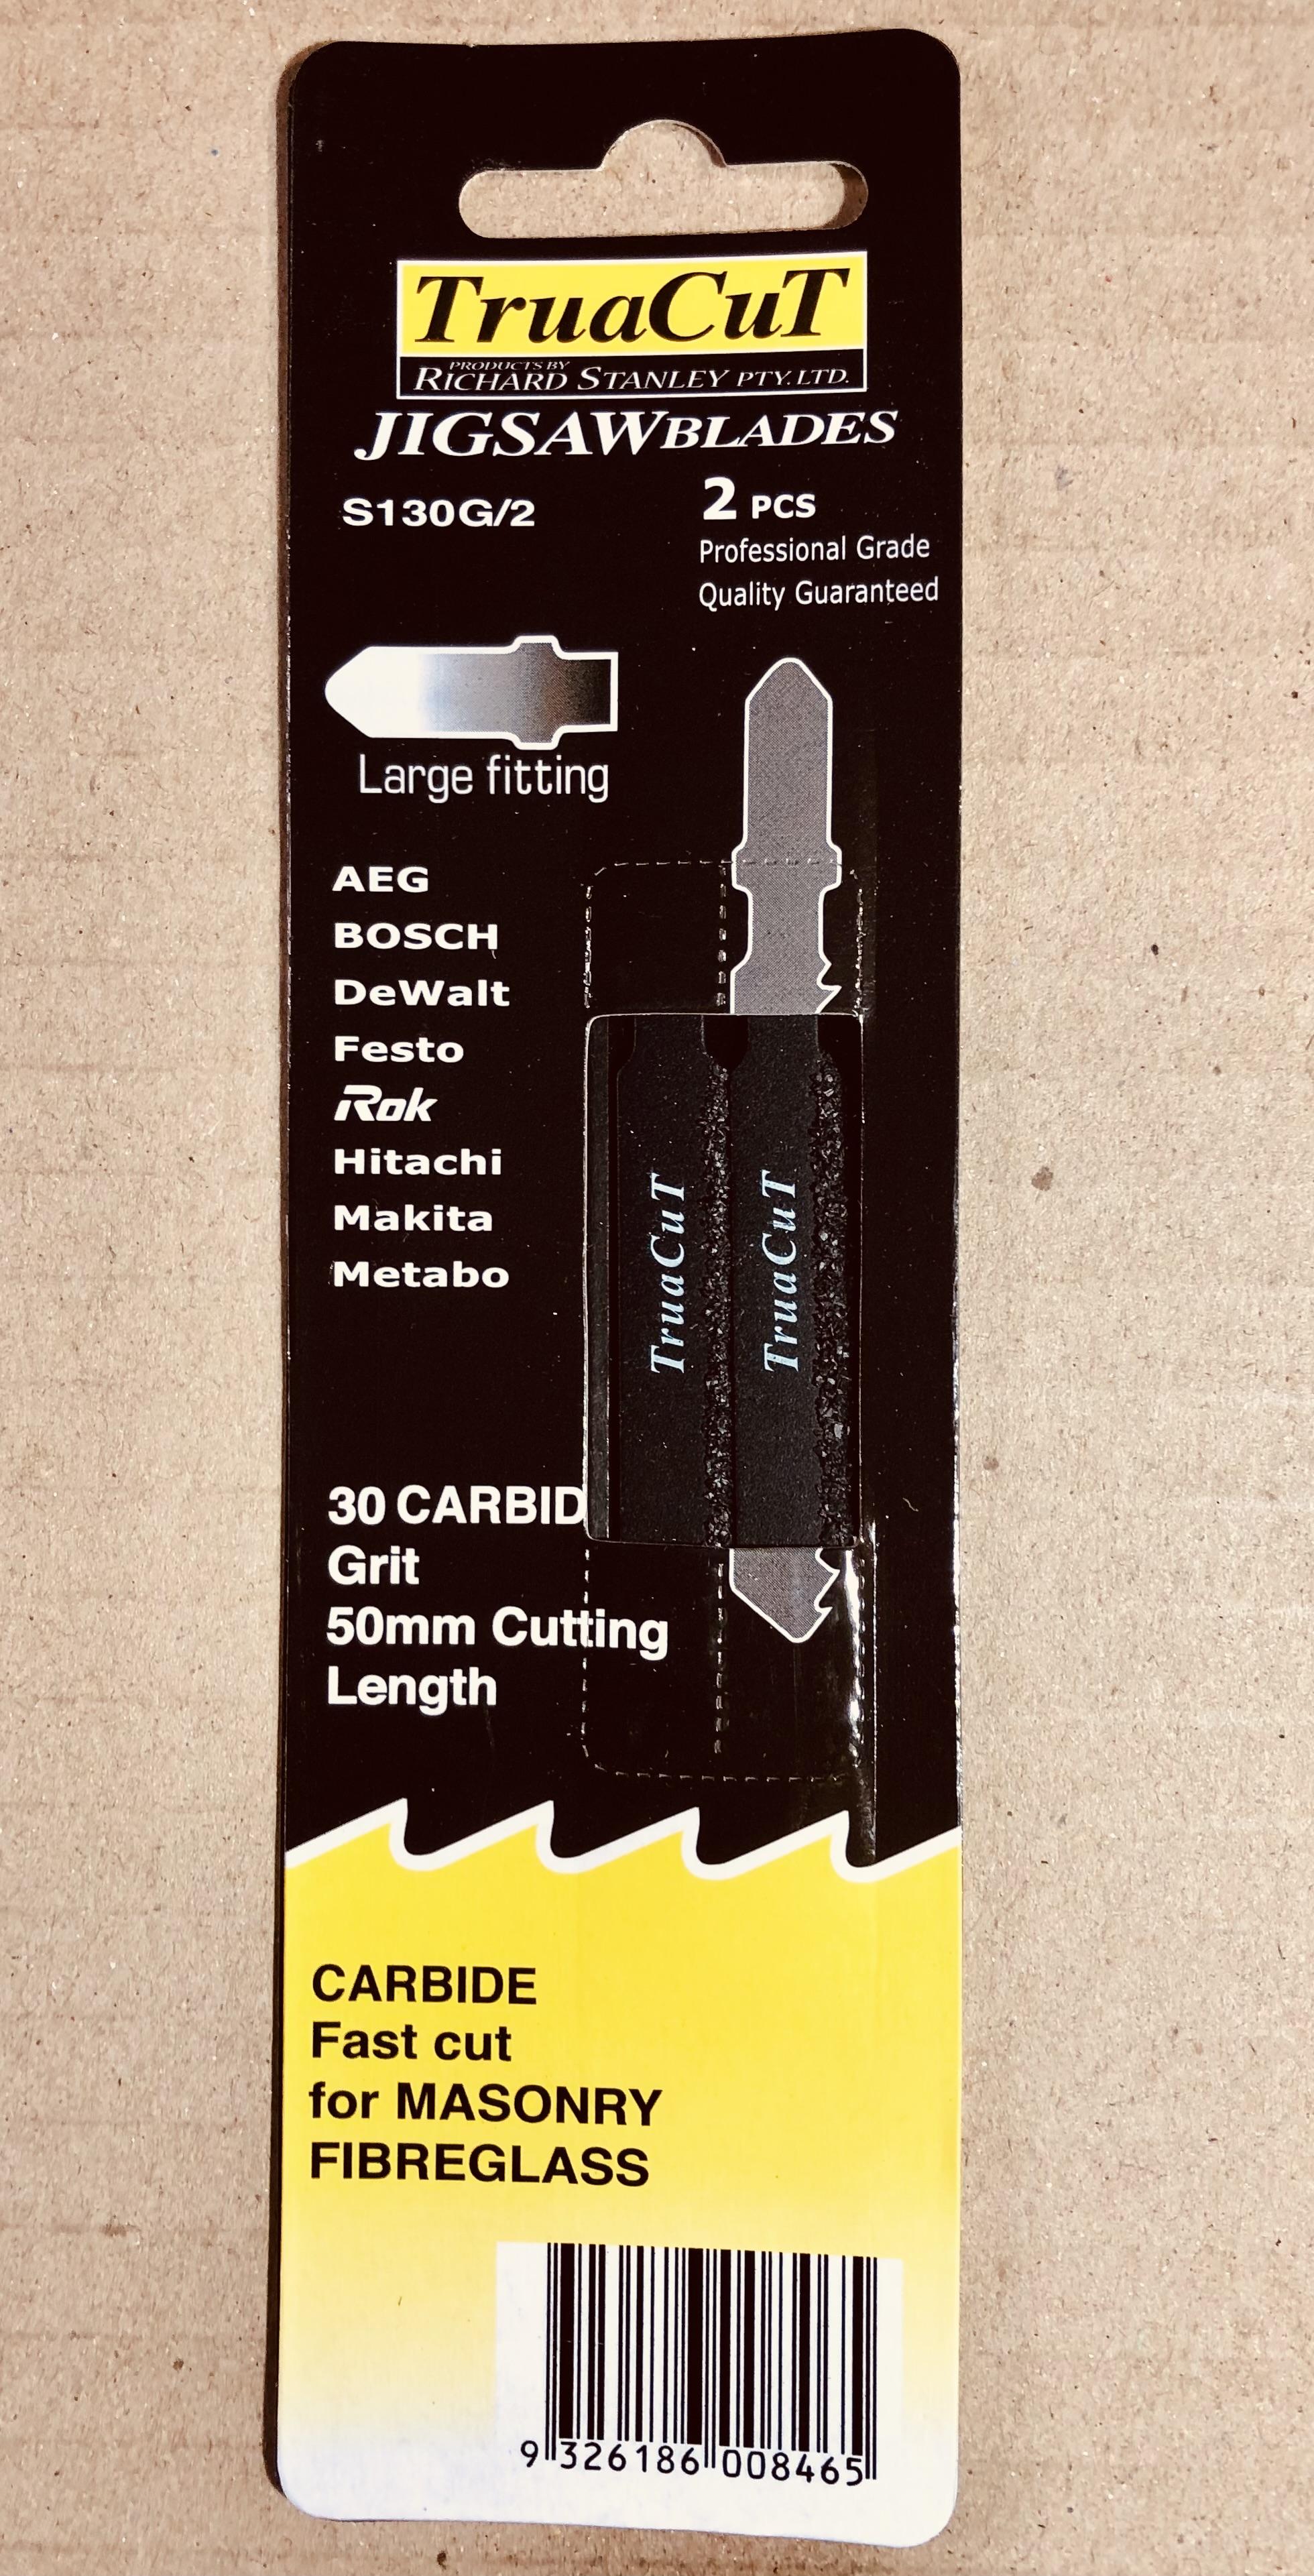 TruaCuT
PRODUCTS BY
RICHARD STANLEY PTY. LTD.
JIGSAWBLADES
S130G/2
2 PCS
Professional Grade
Quality Guaranteed
Large fitting
AEG
BOSCH
DeWalt
Festo
Rok
Hitachi
Makita
Metabo
TruaCuT
TruaCuT
30 CARBID
Grit
50mm Cutting
Length
CARBIDE
Fast cut
for MASONRY
FIBREGLASS
9 326186 008465